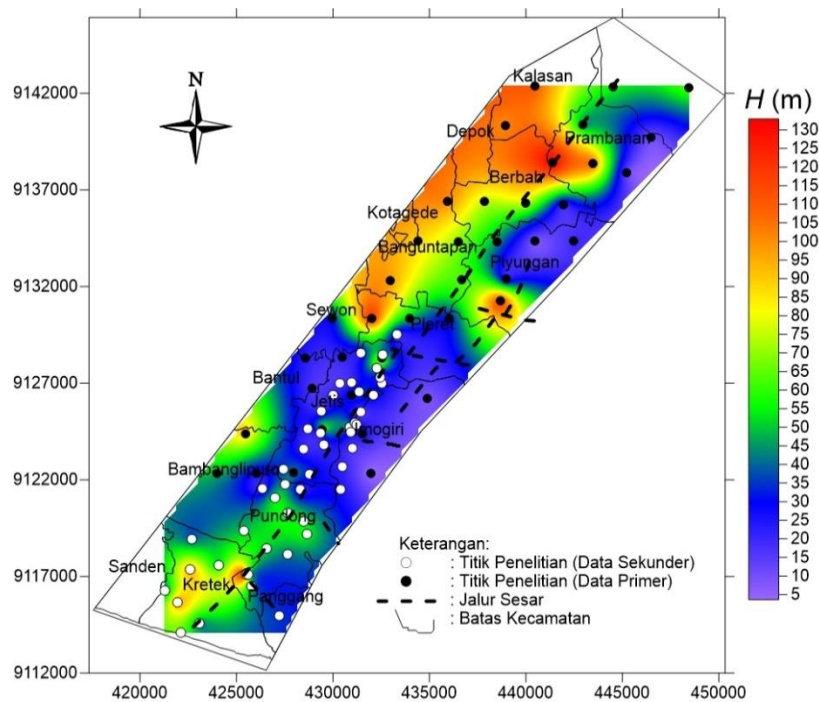 N
H (m)
9142000
9137000
9132000
9127000
9122000
9117000
9112000
420000
425000
430000
435000
440000
445000
450000
Kalasan
Depok
Prambanan
Berbah
Kotagede
Banguntapan
Piyungan
Sewon
Pleret
Bantul
Jetis
Imogiri
Bambanglipuro
Pundong
Sanden
Kretek
Panggang
Keterangan:
: Titik Penelitian (Data Sekunder)
: Titik Penelitian (Data Primer)
: Jalur Sesar
: Batas Kecamatan
130
125
120
115
110
105
100
95
90
85
80
75
70
65
60
55
50
45
40
35
30
25
20
15
10
5